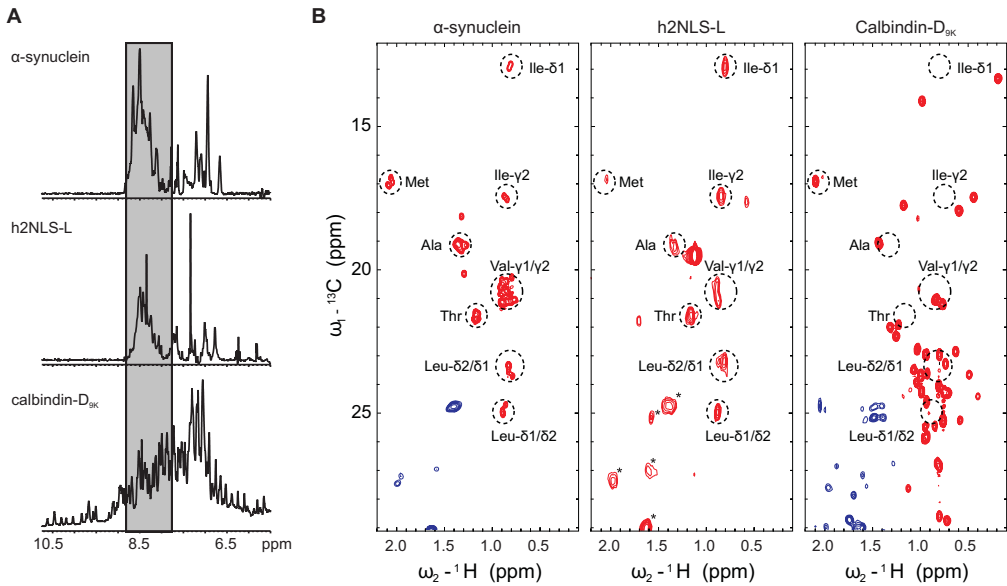 A
α-synuclein
h2NLS-L
calbindin-D9K
10.5 8.5 6.5 ppm
B
α-synuclein
Ile-δ1
Met
Ile-γ2
Ala
Val-γ1/γ2
Thr
Leu-δ2/δ1
Leu-δ1/δ2
h2NLS-L
Ile-δ1
Met
Ile-γ2
Ala
Val-γ1/γ2
Thr
Leu-δ2/δ1
* *
Leu-δ1/δ2
* *
*
Calbindin-D9K
Ile-δ1
Met
Ile-γ2
Ala
Val-γ1/γ2
Thr
Leu-δ2/δ1
Leu-δ1/δ2
15
20
25
ω1 - 13C (ppm)
2.0 1.5 1.0 0.5
2.0 1.5 1.0 0.5
2.0 1.5 1.0 0.5
ω2 - 1H (ppm)
ω2 - 1H (ppm)
ω2 - 1H (ppm)